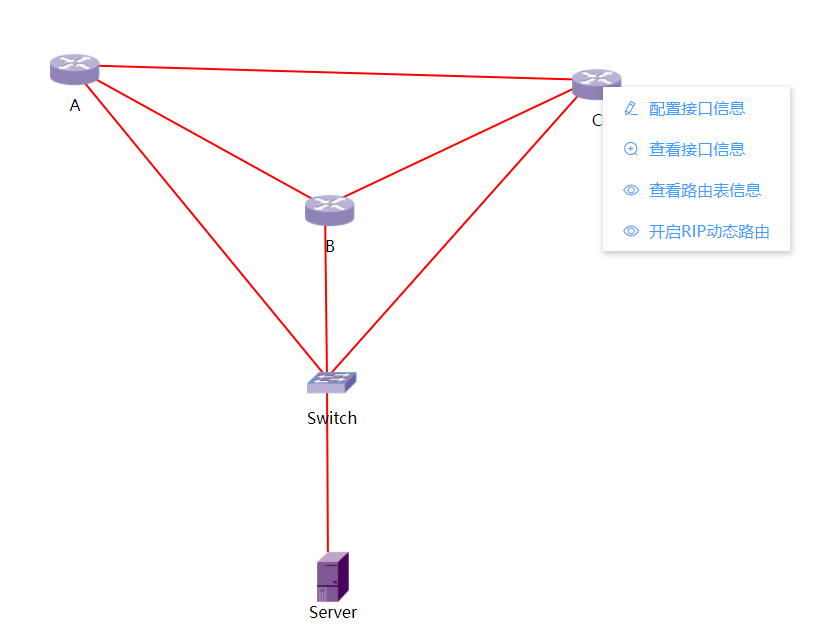 A
C
配置接口信息
查看接口信息
查看路由表信息
开启RIP动态路由
B
Switch
Server